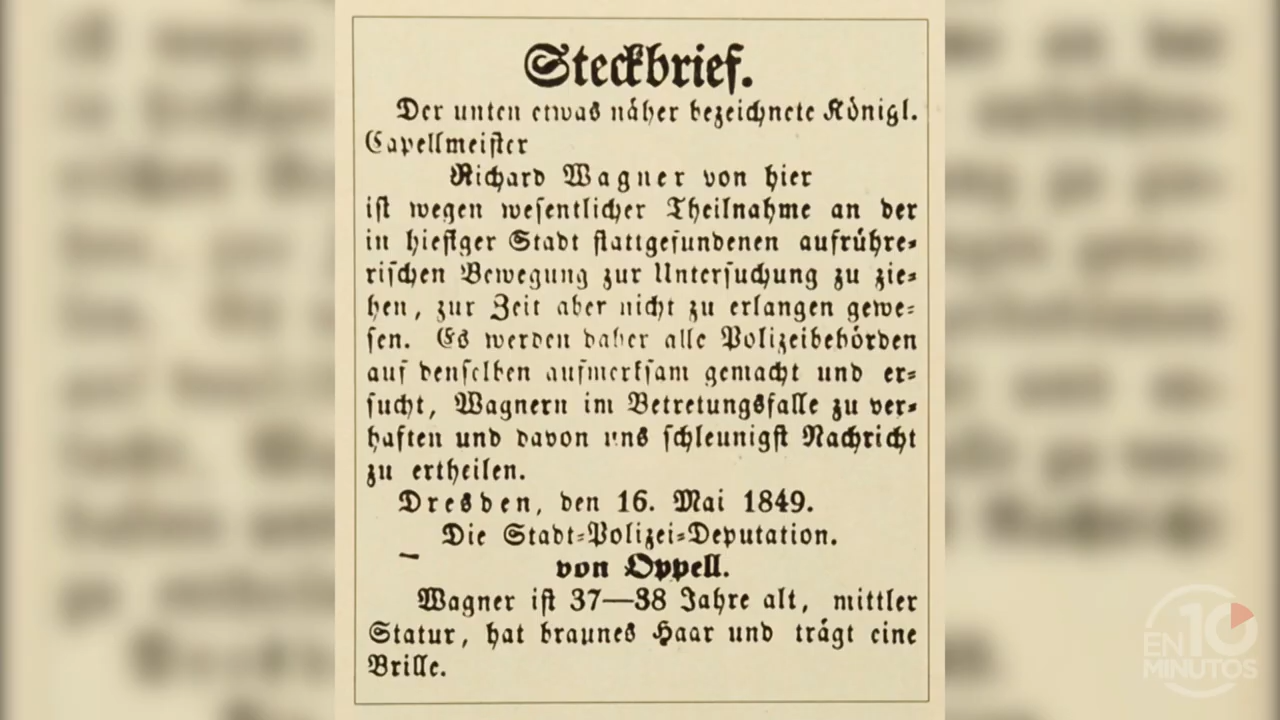 Steckbrief.
Der unten etwas näher bezeichnete Königl.
Capellmeister
Richard Wagner von hier
ist wegen wesentlicher Theilnahme an der
in hiesiger Stadt stattgefundenen aufrühre-
rischen Bewegung zur Untersuchung zu zie-
hen, zur Zeit aber nicht zu erlangen gewe-
sen. Es werden daher alle Polizeibehörden
auf denselben aufmerksam gemacht und er-
sucht, Wagnern im Betretungsfalle zu ver-
haften und davon uns schleunigst Nachricht
zu ertheilen.
Dresden, den 16. Mai 1849.
Die Stadt-Polizei-Deputation.
von Oppell.
Wagner ist 37—38 Jahre alt, mittler
Statur, hat braunes Haar und trägt eine
Brille.
EN 10
MINUTOS